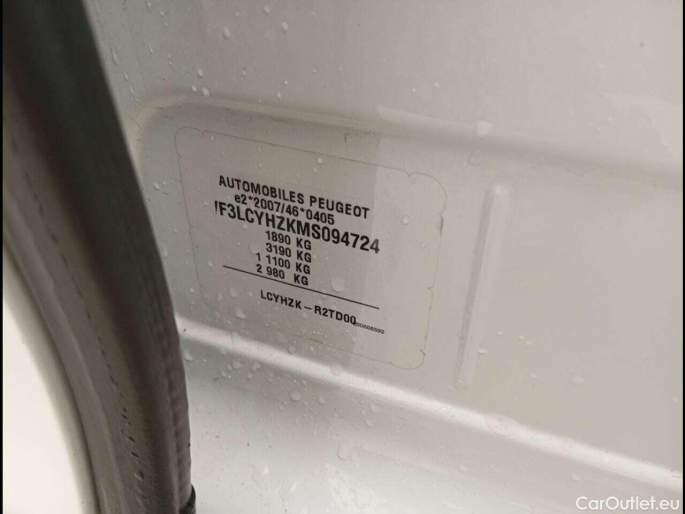 AUTOMOBILES PEUGEOT
e2*2007/46*0405
VF3LCYHZKMS094724
1890 KG
3190 KG
1 1100 KG
2 980 KG
LCYHZK-R2TD00
CarOutlet.eu